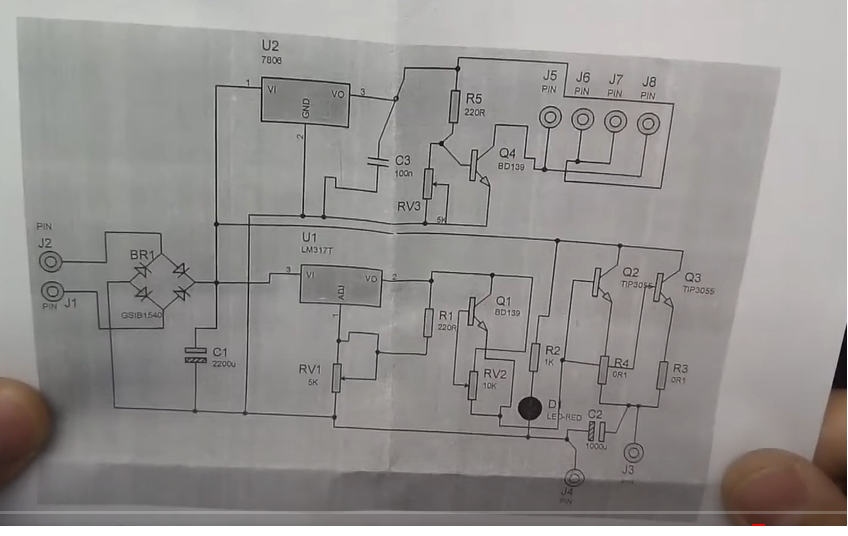 U2
7806
1
VI
VO
3
GND
2
R5
220R
J5
PIN
J6
PIN
J7
PIN
J8
PIN
C3
100n
Q4
BD139
RV3
5K
PIN
J2
BR1
PIN
J1
GSIB1540
C1
2200u
U1
LM317T
3
VI
VO
2
ADJ
1
RV1
5K
R1
220R
Q1
BD139
RV2
10K
R2
1K
LED-RED
Q2
TIP3055
Q3
TIP3055
R4
0R1
R3
0R1
C2
1000u
J3
J4
PIN